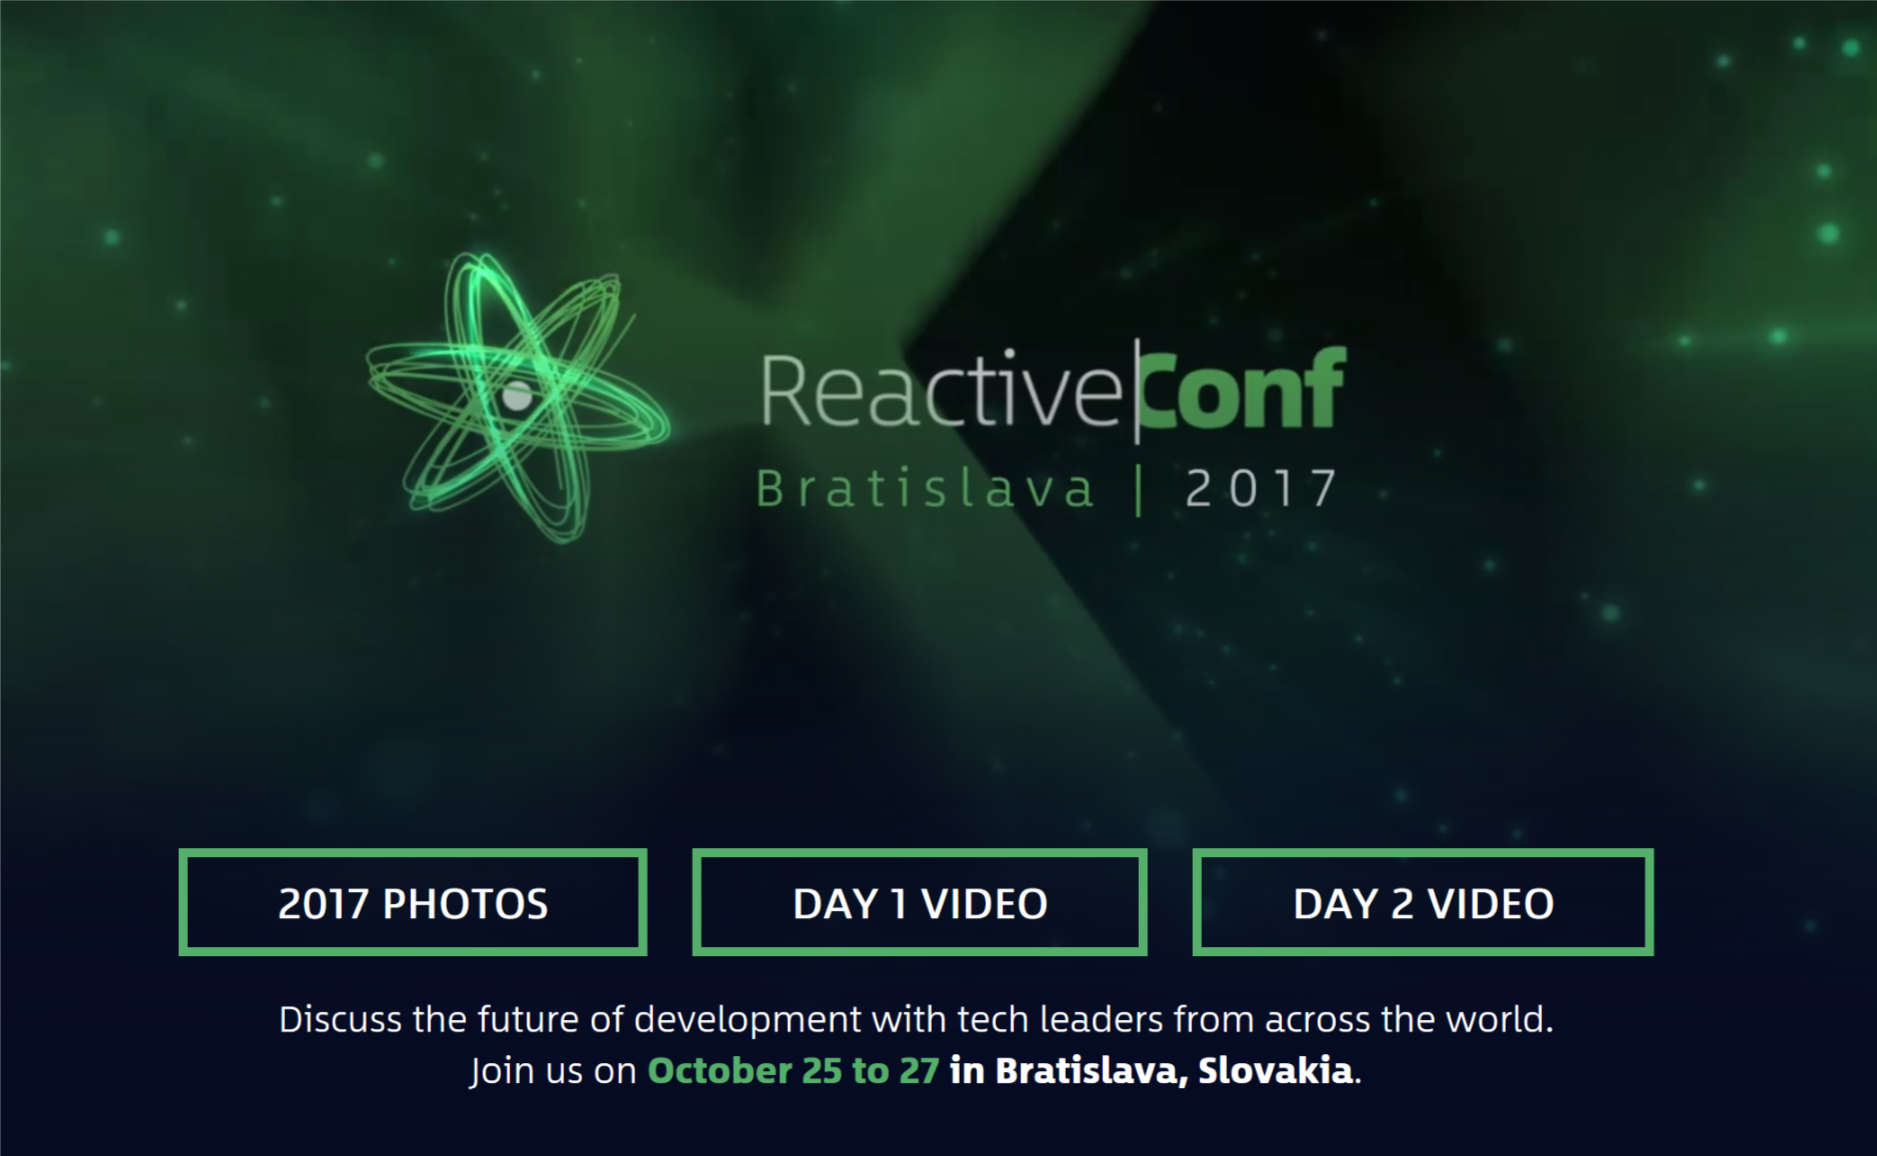 Reactive|Conf
Bratislava | 2017
2017 PHOTOS
DAY 1 VIDEO
DAY 2 VIDEO
Discuss the future of development with tech leaders from across the world.
Join us on October 25 to 27 in Bratislava, Slovakia.